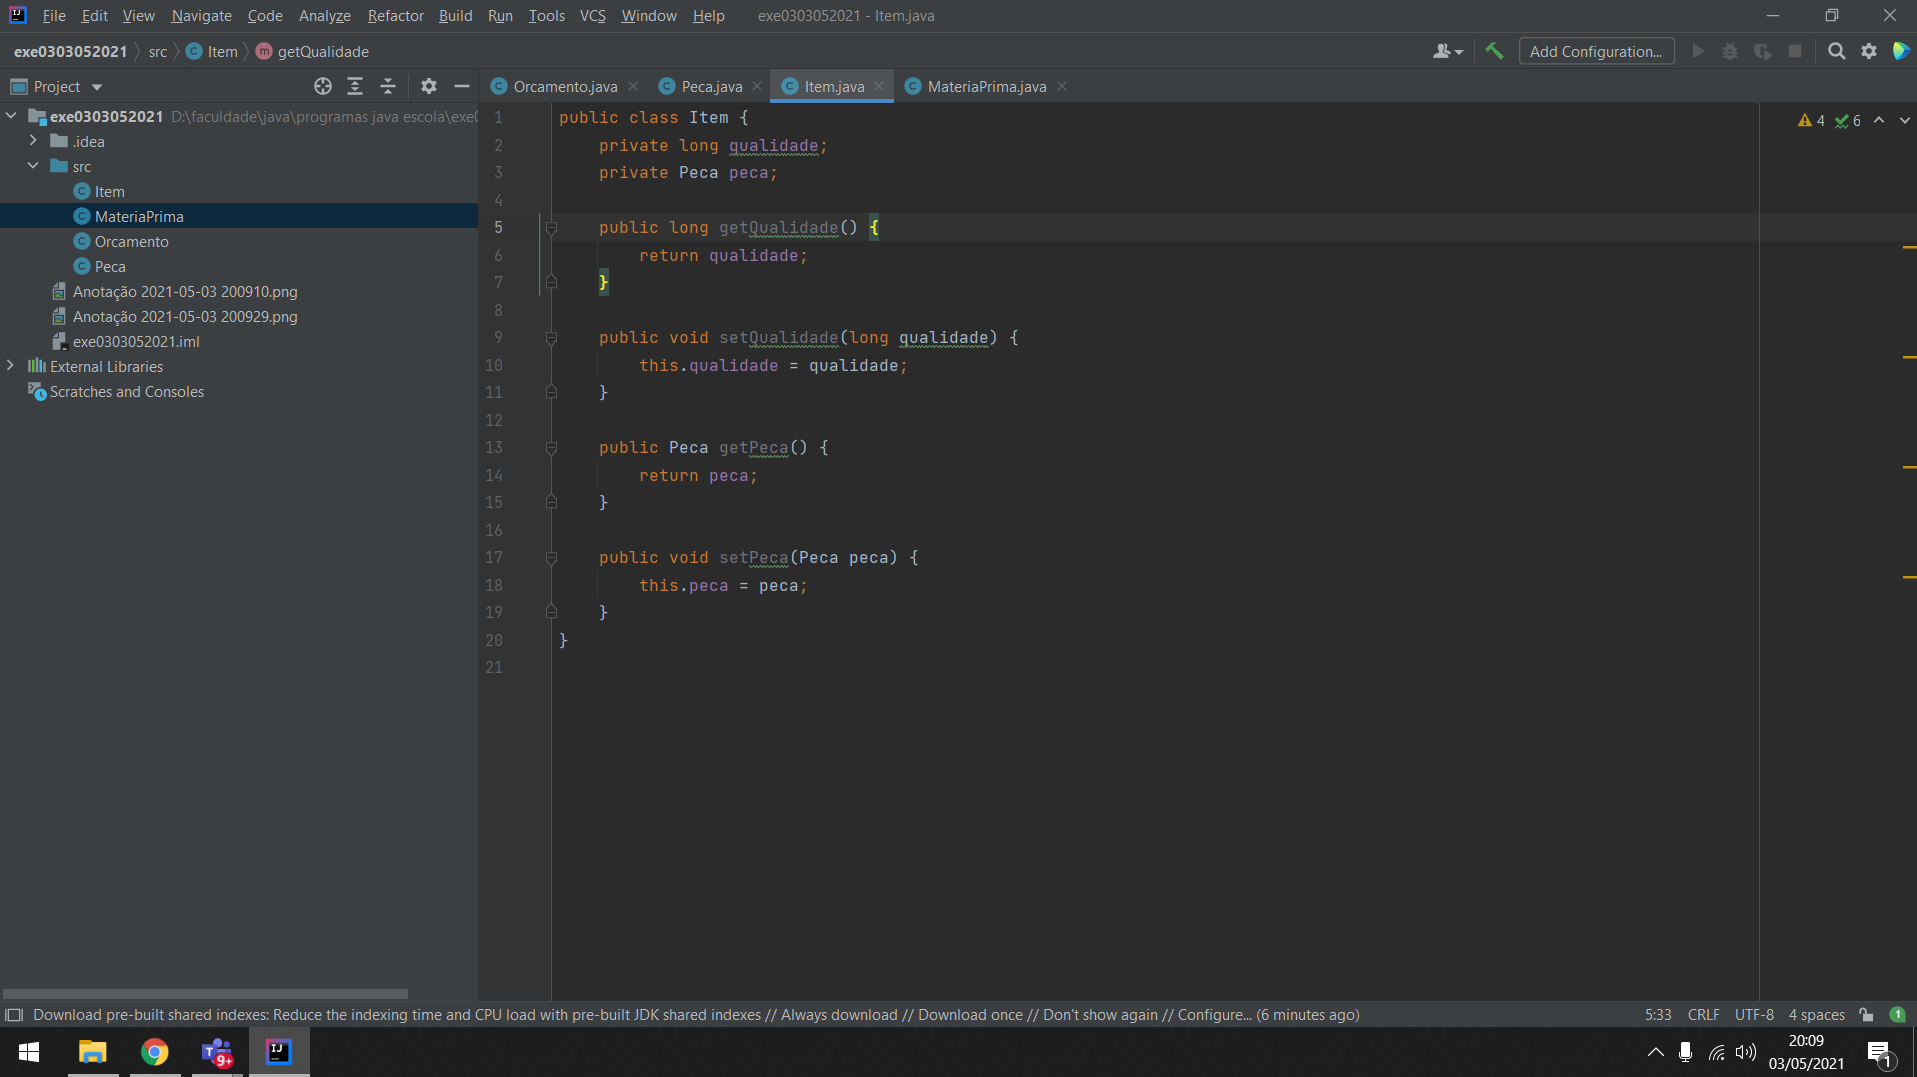 File Edit View Navigate Code Analyze Refactor Build Run Tools VCS Window Help exe0303052021 - Item.java
exe0303052021 src Item getQualidade
Add Configuration...
Project
Orcamento.java Peca.java Item.java MateriaPrima.java
exe0303052021 D:\faculdade\java\programas java escola\exe0
.idea
src
Item
MateriaPrima
Orcamento
Peca
Anotação 2021-05-03 200910.png
Anotação 2021-05-03 200929.png
exe0303052021.iml
External Libraries
Scratches and Consoles
4 6
1 public class Item {
2 private long qualidade;
3 private Peca peca;
4
5 public long getQualidade() {
6 return qualidade;
7 }
8
9 public void setQualidade(long qualidade) {
10 this.qualidade = qualidade;
11 }
12
13 public Peca getPeca() {
14 return peca;
15 }
16
17 public void setPeca(Peca peca) {
18 this.peca = peca;
19 }
20 }
21
Download pre-built shared indexes: Reduce the indexing time and CPU load with pre-built JDK shared indexes // Always download // Download once // Don't show again // Configure... (6 minutes ago)
5:33 CRLF UTF-8 4 spaces 1
9+
IJ
20:09
03/05/2021
1